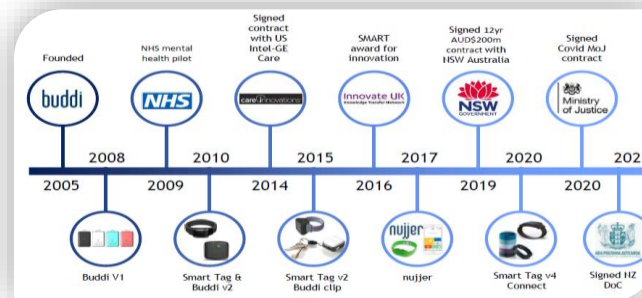 Founded
NHS mental
health pilot
Signed
contract
with US
Intel-GE
Care
SMART
award for
innovation
Signed 12yr
AUD$200m
contract with
NSW Australia
Signed
Covid MoJ
contract
buddi
NHS
careinnovations
Innovate UK
Knowledge Transfer Network
NSW
GOVERNMENT
Ministry
of Justice
2008
2010
2015
2017
2020
202
2005
2009
2014
2016
2019
2020
nujjer
Buddi V1
Smart Tag &
Buddi v2
Smart Tag v2
Buddi clip
nujjer
Smart Tag v4
Connect
Signed NZ
DoC